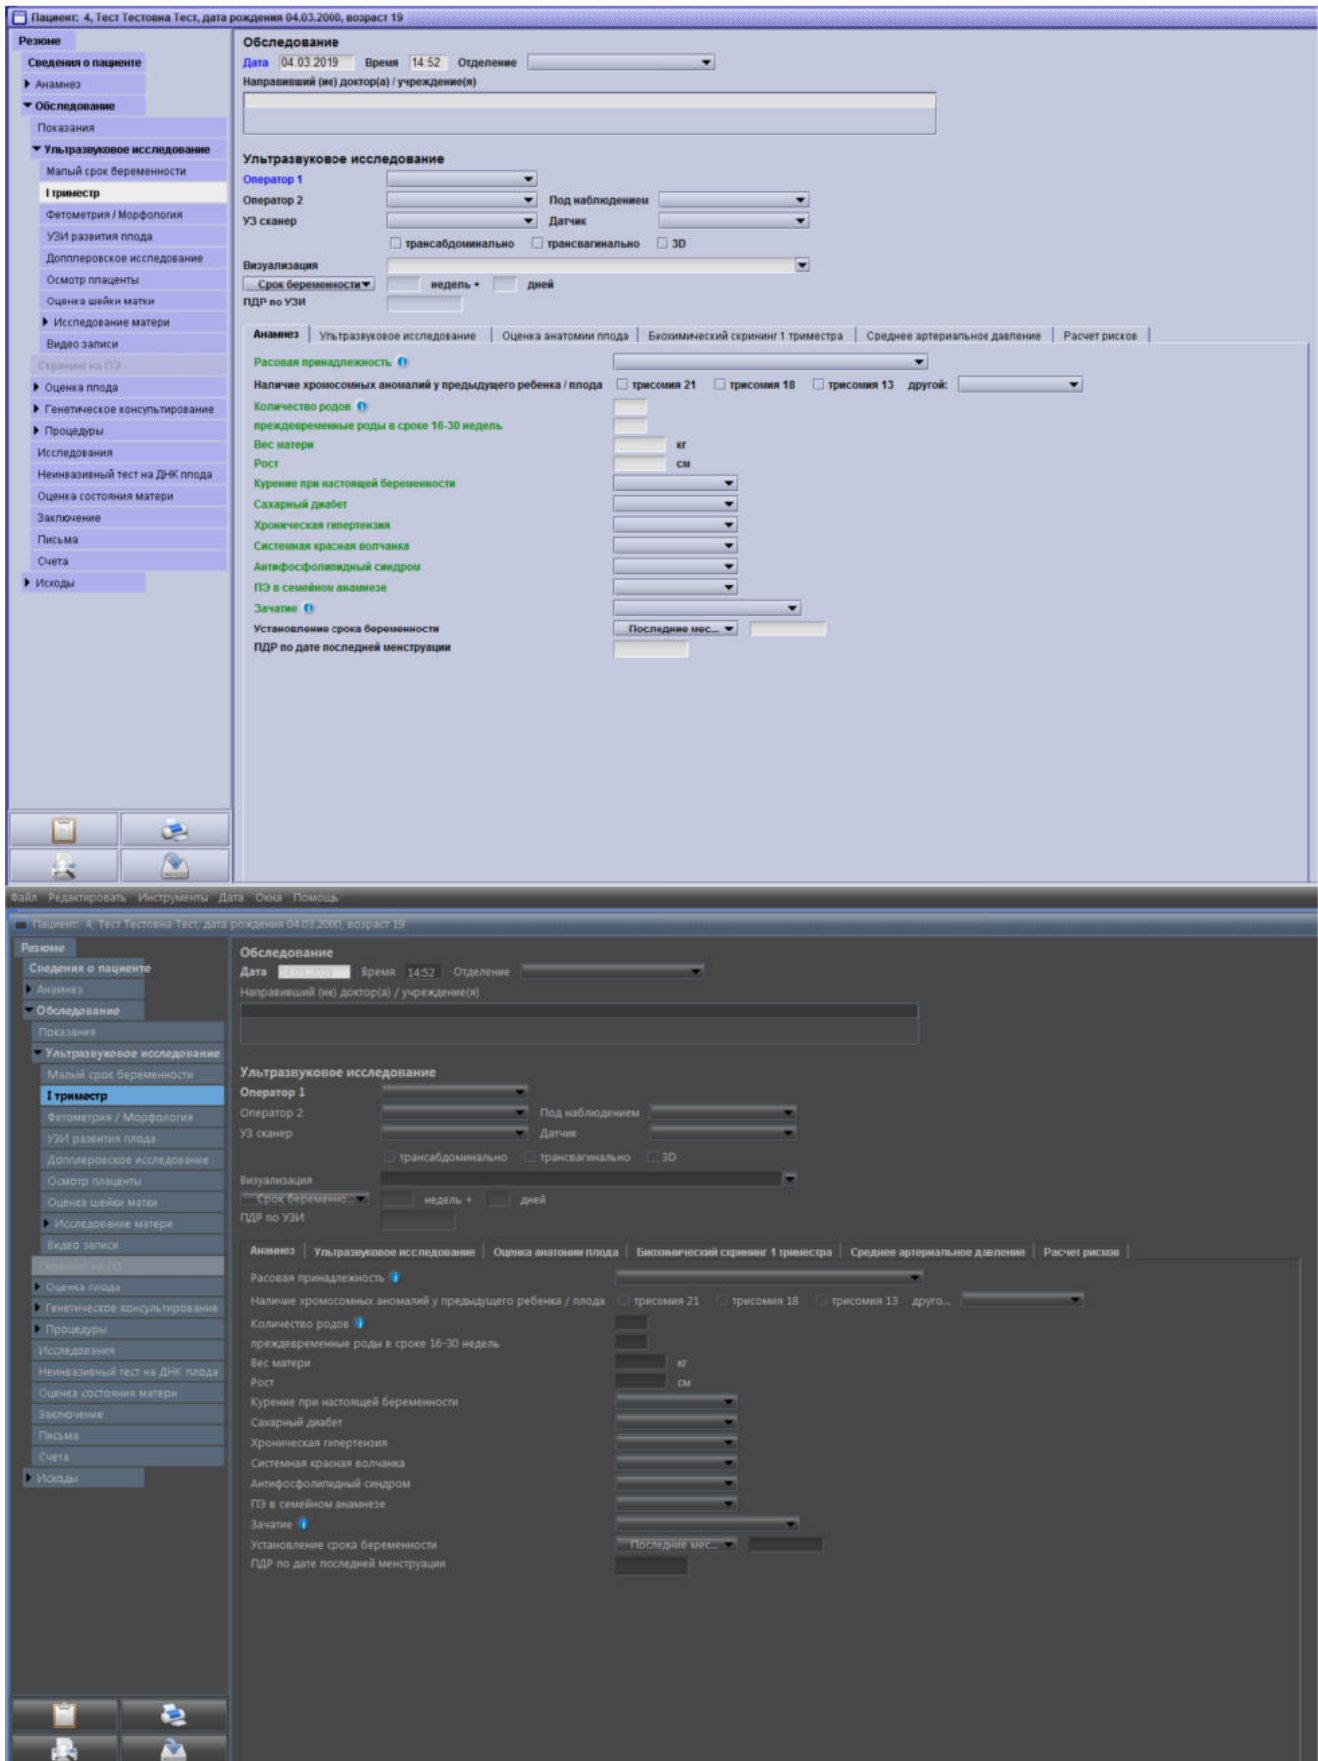 Пациент: 4, Тест Тестовна Тест, дата рождения 04.03.2000, возраст 19
Резюме
Сведения о пациенте
Анамнез
Обследование
Показания
Ультразвуковое исследование
Малый срок беременности
I триместр
Фетометрия / Морфология
УЗИ развития плода
Допплеровское исследование
Осмотр плаценты
Оценка шейки матки
Исследование матери
Видео записи
Скрининг на ПЭ
Оценка плода
Генетическое консультирование
Процедуры
Исследования
Неинвазивный тест на ДНК плода
Оценка состояния матери
Заключение
Письма
Счета
Исходы
Обследование
Дата 04.03.2019 Время 14:52 Отделение
Направивший (ие) доктор(а) / учреждение(я)
Ультразвуковое исследование
Оператор 1
Оператор 2 Под наблюдением
УЗ сканер Датчик
трансабдоминально трансвагинально 3D
Визуализация
Срок беременности недель + дней
ПДР по УЗИ
Анамнез Ультразвуковое исследование Оценка анатомии плода Биохимический скрининг 1 триместра Среднее артериальное давление Расчет рисков
Расовая принадлежность
Наличие хромосомных аномалий у предыдущего ребенка / плода трисомия 21 трисомия 18 трисомия 13 другой:
Количество родов
преждевременные роды в сроке 16-30 недель
Вес матери кг
Рост см
Курение при настоящей беременности
Сахарный диабет
Хроническая гипертензия
Системная красная волчанка
Антифосфолипидный синдром
ПЭ в семейном анамнезе
Зачатие
Установление срока беременности Последние мес...
ПДР по дате последней менструации
Файл Редактировать Инструменты Дата Окна Помощь
Пациент: 4, Тест Тестовна Тест, дата рождения 04.03.2000, возраст 19
Резюме
Сведения о пациенте
Анамнез
Обследование
Показания
Ультразвуковое исследование
Малый срок беременности
I триместр
Фетометрия / Морфология
УЗИ развития плода
Допплеровское исследование
Осмотр плаценты
Оценка шейки матки
Исследование матери
Видео записи
Скрининг на ПЭ
Оценка плода
Генетическое консультирование
Процедуры
Исследования
Неинвазивный тест на ДНК плода
Оценка состояния матери
Заключение
Письма
Счета
Исходы
Обследование
Дата Время 14:52 Отделение
Направивший (ие) доктор(а) / учреждение(я)
Ультразвуковое исследование
Оператор 1
Оператор 2 Под наблюдением
УЗ сканер Датчик
трансабдоминально трансвагинально 3D
Визуализация
Срок беременно... недель + дней
ПДР по УЗИ
Анамнез Ультразвуковое исследование Оценка анатомии плода Биохимический скрининг 1 триместра Среднее артериальное давление Расчет рисков
Расовая принадлежность
Наличие хромосомных аномалий у предыдущего ребенка / плода трисомия 21 трисомия 18 трисомия 13 друго...
Количество родов
преждевременные роды в сроке 16-30 недель
Вес матери кг
Рост см
Курение при настоящей беременности
Сахарный диабет
Хроническая гипертензия
Системная красная волчанка
Антифосфолипидный синдром
ПЭ в семейном анамнезе
Зачатие
Установление срока беременности Последние мес...
ПДР по дате последней менструации